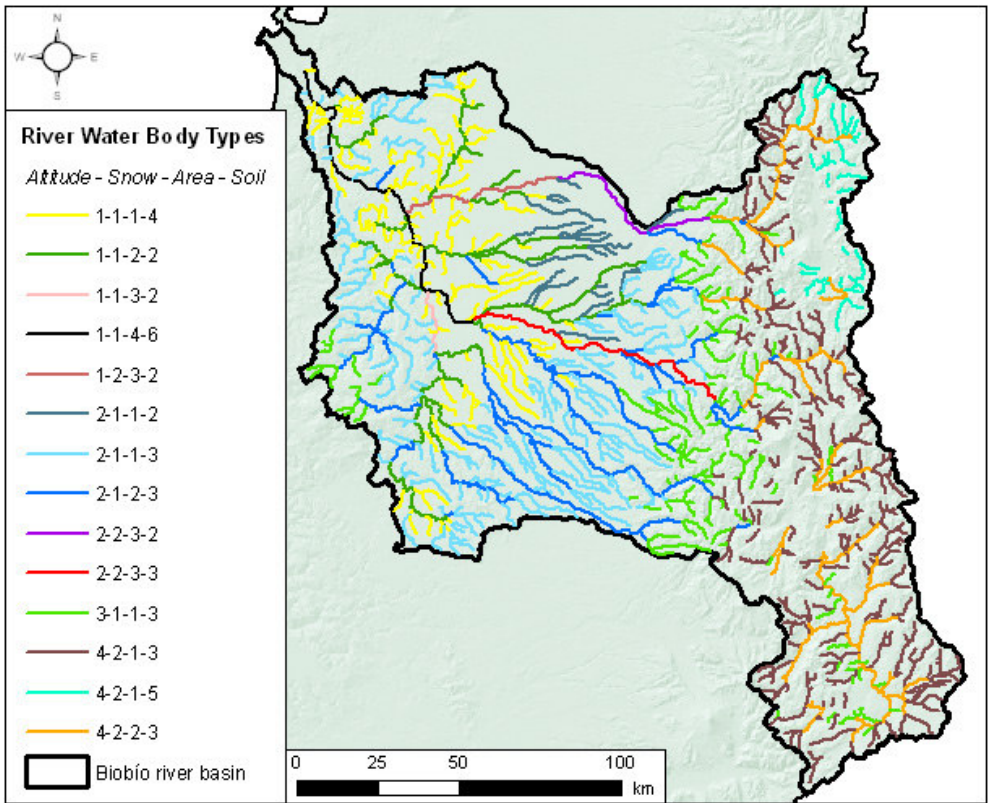 N
W E
S
River Water Body Types
Altitude - Snow - Area - Soil
1-1-1-4
1-1-2-2
1-1-3-2
1-1-4-6
1-2-3-2
2-1-1-2
2-1-1-3
2-1-2-3
2-2-3-2
2-2-3-3
3-1-1-3
4-2-1-3
4-2-1-5
4-2-2-3
Biobío river basin
0 25 50 100
km